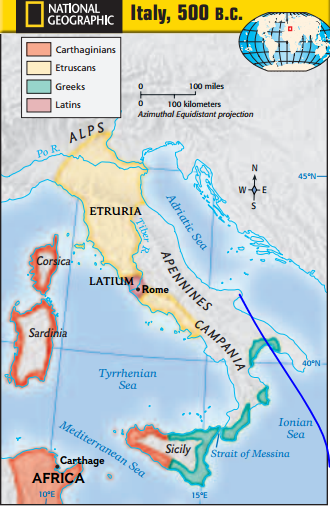 NATIONAL
GEOGRAPHIC
Italy, 500 B.C.
Carthaginians
Etruscans
Greeks
Latins
0 100 miles
0 100 kilometers
Azimuthal Equidistant projection
ALPS
Po R.
N
W E
S
45°N
ETRURIA
Adriatic Sea
Tiber R.
Corsica
APENNINES
LATIUM
Rome
Sardinia
CAMPANIA
40°N
Tyrrhenian
Sea
Mediterranean Sea
Ionian
Sea
Sicily
Strait of Messina
Carthage
AFRICA
10°E
15°E